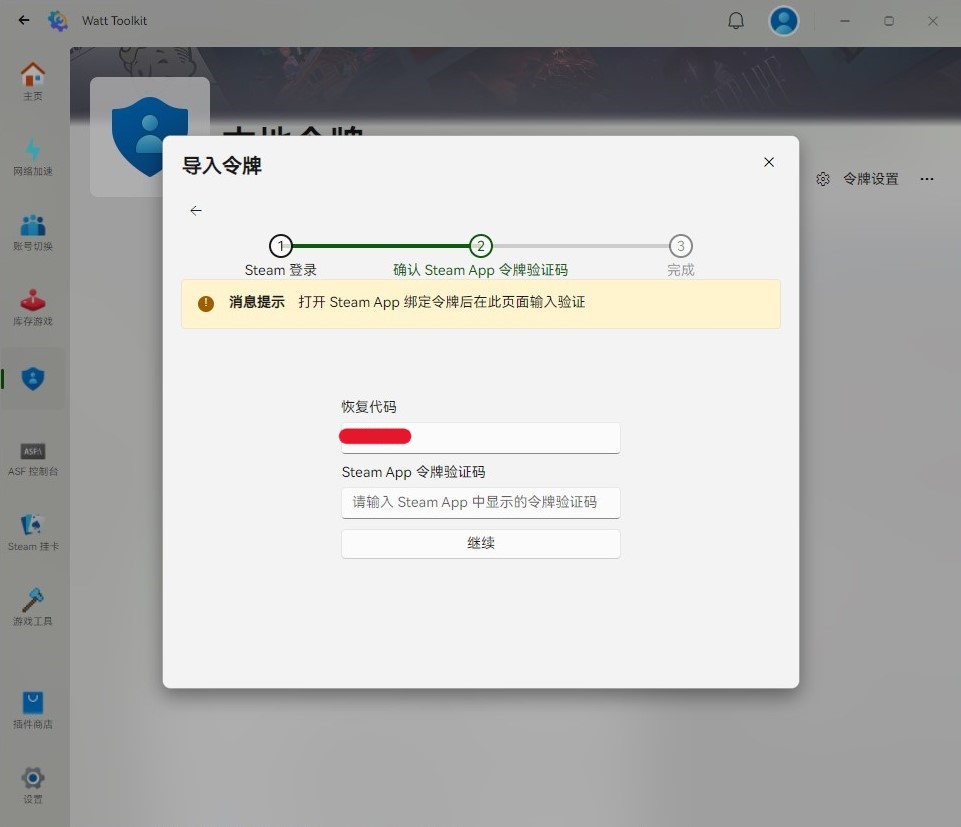 Watt Toolkit
主页
网络加速
账号切换
库存游戏
ASF
ASF 控制台
Steam 挂卡
游戏工具
插件商店
设置
本地令牌
令牌设置
导入令牌
1
2
3
Steam 登录
确认 Steam App 令牌验证码
完成
消息提示 打开 Steam App 绑定令牌后在此页面输入验证
恢复代码
Steam App 令牌验证码
请输入 Steam App 中显示的令牌验证码
继续